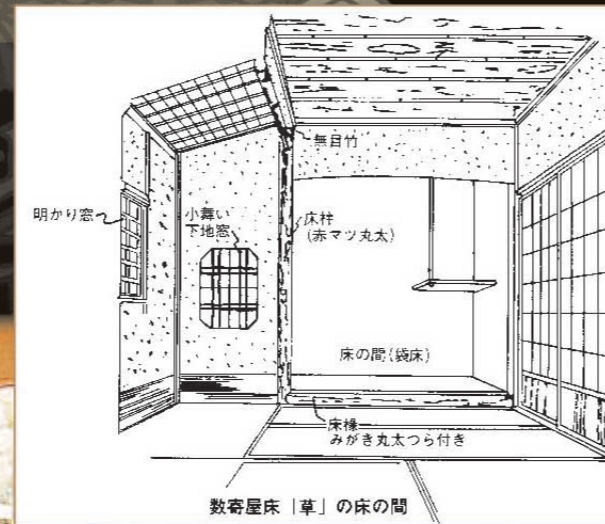 無目竹
明かり窓
小舞い
下地窓
床柱
(赤マツ丸太)
床の間(袋床)
床椽
みがき丸太つら付き
数寄屋床「草」の床の間